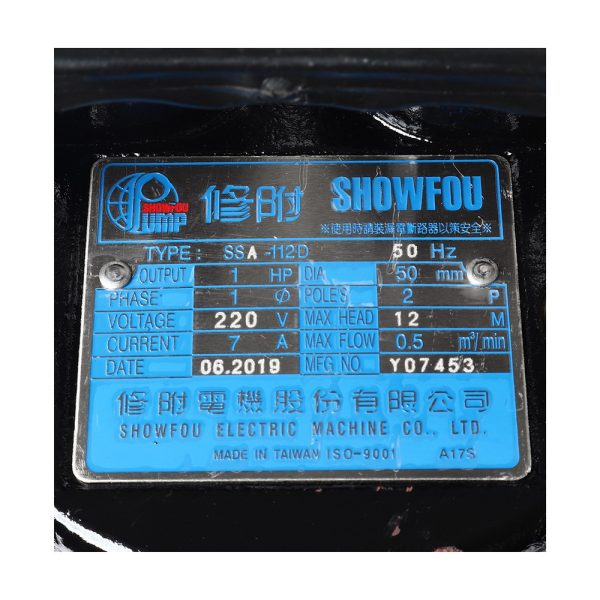 SHOWFOU
PUMP
修附 SHOWFOU
※使用時請裝漏電斷路器以策安全※
TYPE: SSA-112D 50 Hz
OUTPUT 1 HP DIA 50 mm
PHASE 1 Ø POLES 2 P
VOLTAGE 220 V MAX HEAD 12 M
CURRENT 7 A MAX FLOW 0.5 m³/min
DATE 06.2019 MFG NO Y07453
修附電機股份有限公司
SHOWFOU ELECTRIC MACHINE CO., LTD.
MADE IN TAIWAN ISO-9001 A17S